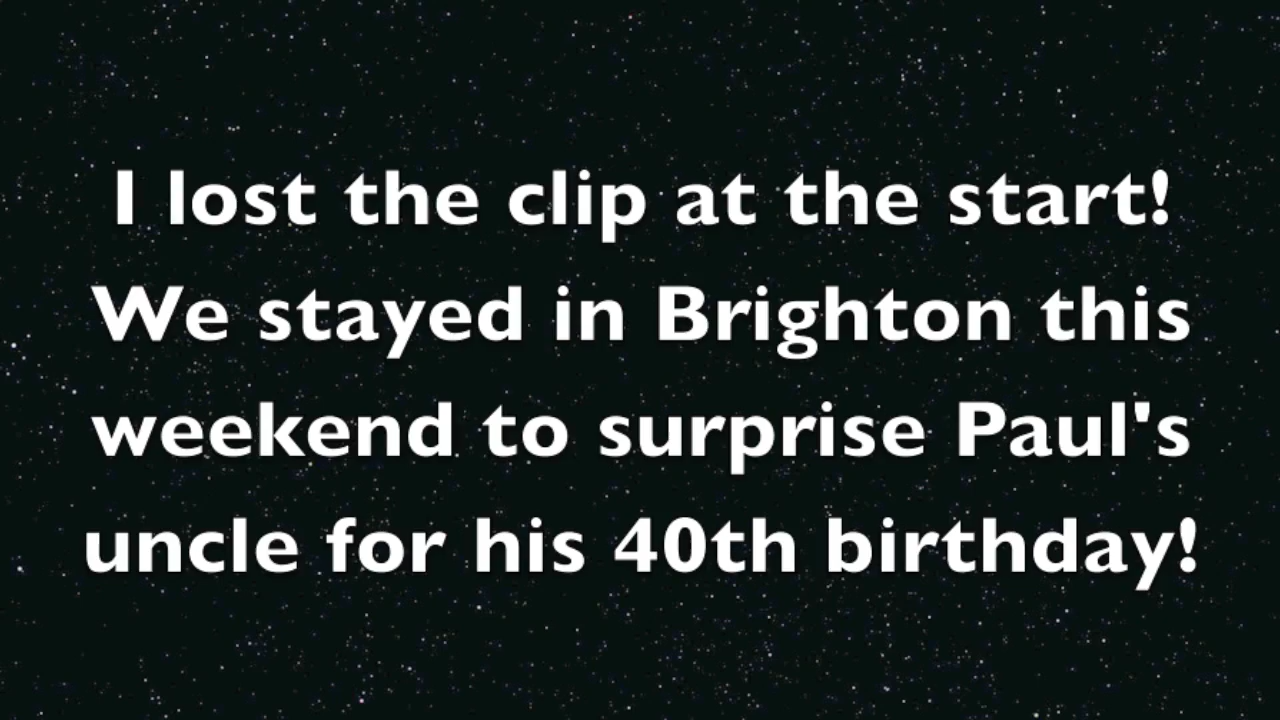 I lost the clip at the start!
We stayed in Brighton this
weekend to surprise Paul's
uncle for his 40th birthday!